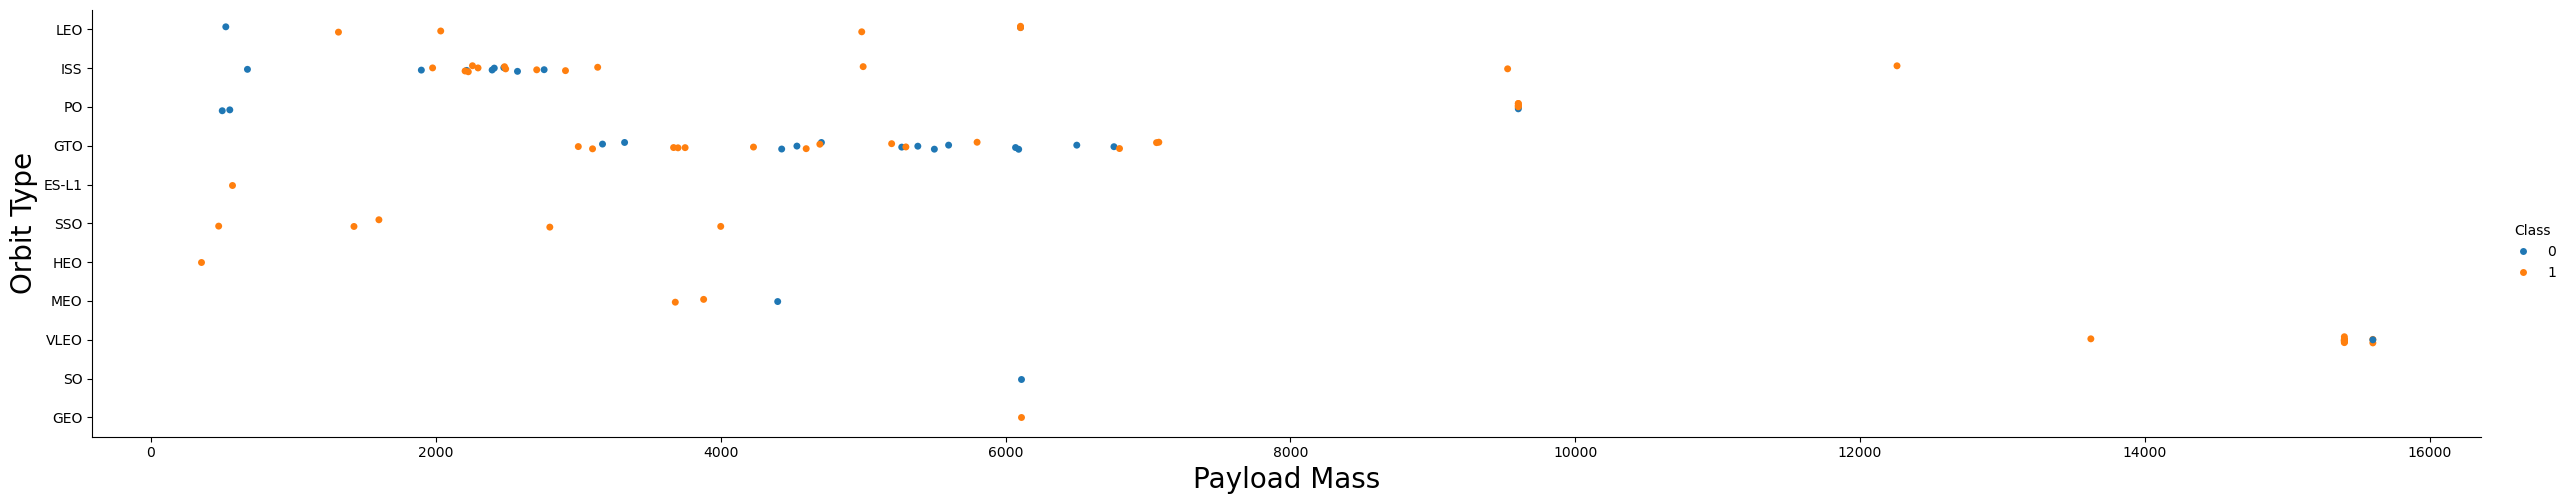 Orbit Type
LEO
ISS
PO
GTO
ES-L1
SSO
HEO
MEO
VLEO
SO
GEO
0 2000 4000 6000 8000 10000 12000 14000 16000
Payload Mass
Class
0
1